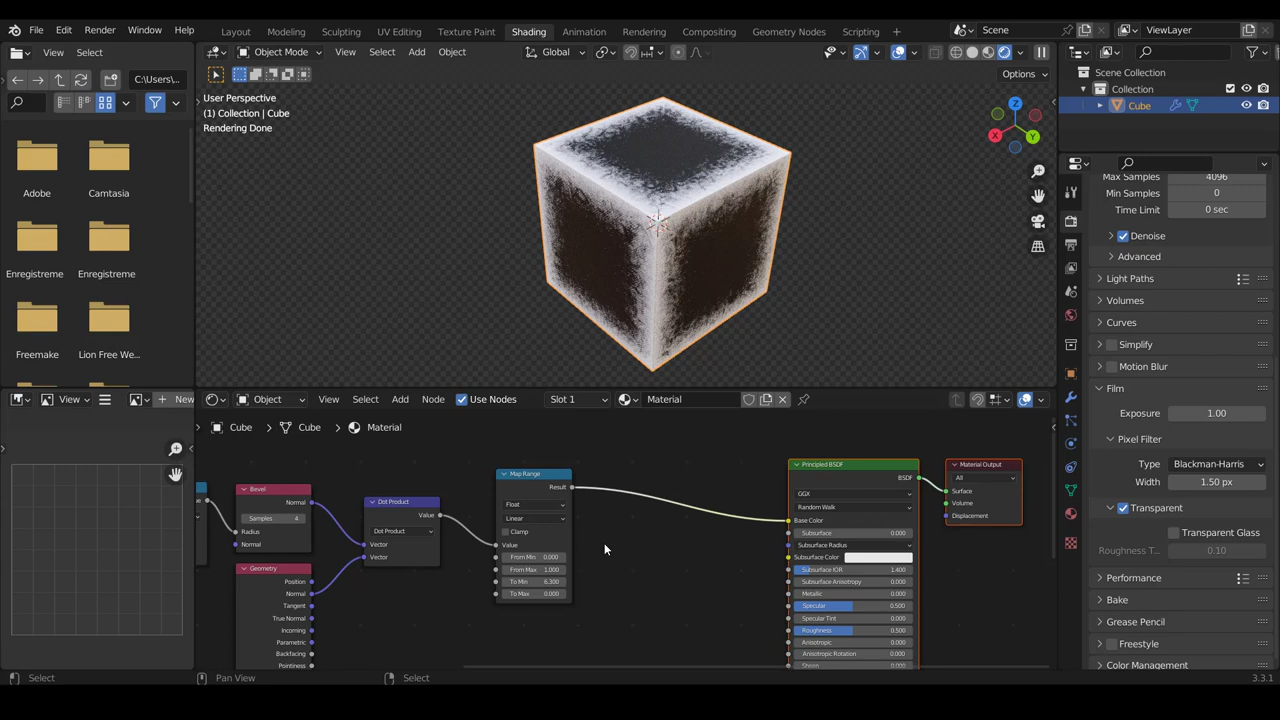 File Edit Render Window Help Layout Modeling Sculpting UV Editing Texture Paint Shading Animation Rendering Compositing Geometry Nodes Scripting + Scene ViewLayer
View Select
Object Mode View Select Add Object Global
C:\Users\...
Options
User Perspective
(1) Collection | Cube
Rendering Done
Z
X
Y
Adobe Camtasia
Enregistreme Enregistreme
Freemake Lion Free We...
Scene Collection
Collection
Cube
Max Samples 4096
Min Samples 0
Time Limit 0 sec
Denoise
Advanced
Light Paths
Volumes
Curves
Simplify
Motion Blur
Film
Exposure 1.00
Pixel Filter
Type Blackman-Harris
Width 1.50 px
Transparent
Transparent Glass
Roughness T... 0.10
Performance
Bake
Grease Pencil
Freestyle
Color Management
View New
Object View Select Add Node Use Nodes Slot 1 Material
Cube > Cube > Material
Bevel
Normal
Samples 4
Radius
Normal
Geometry
Position
Normal
Tangent
True Normal
Incoming
Parametric
Backfacing
Pointiness
Dot Product
Value
Dot Product
Vector
Vector
Map Range
Result
Float
Linear
Clamp
Value
From Min 0.000
From Max 1.000
To Min 6.300
To Max 0.000
Principled BSDF
BSDF
GGX
Random Walk
Base Color
Subsurface 0.000
Subsurface Radius
Subsurface Color
Subsurface IOR 1.400
Subsurface Anisotropy 0.000
Metallic 0.000
Specular 0.500
Specular Tint 0.000
Roughness 0.500
Anisotropic 0.000
Anisotropic Rotation 0.000
Sheen 0.000
Material Output
All
Surface
Volume
Displacement
Select Pan View Select 3.3.1